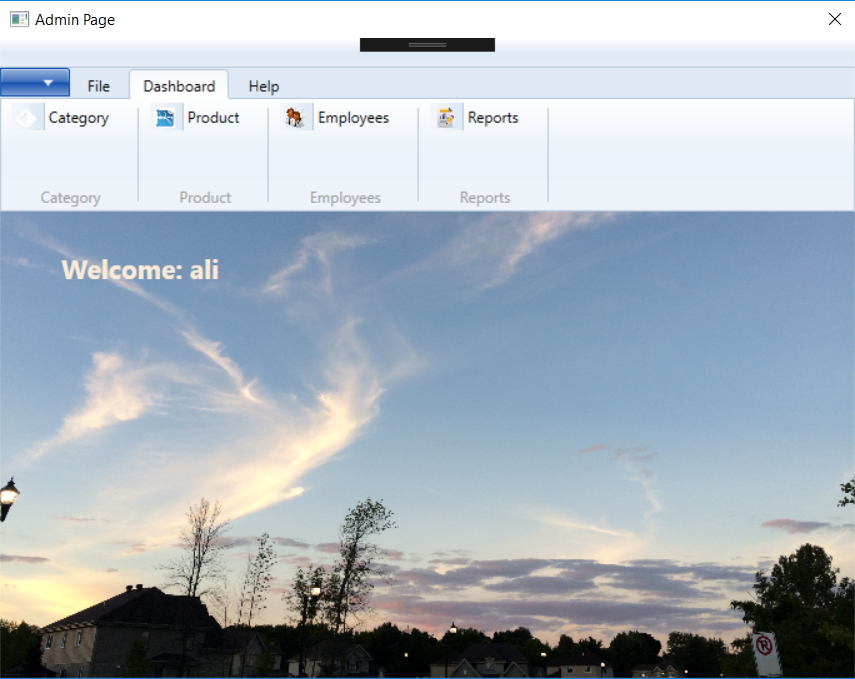 Admin Page
File Dashboard Help
Category Product Employees Reports
Category Product Employees Reports
Welcome: ali
R